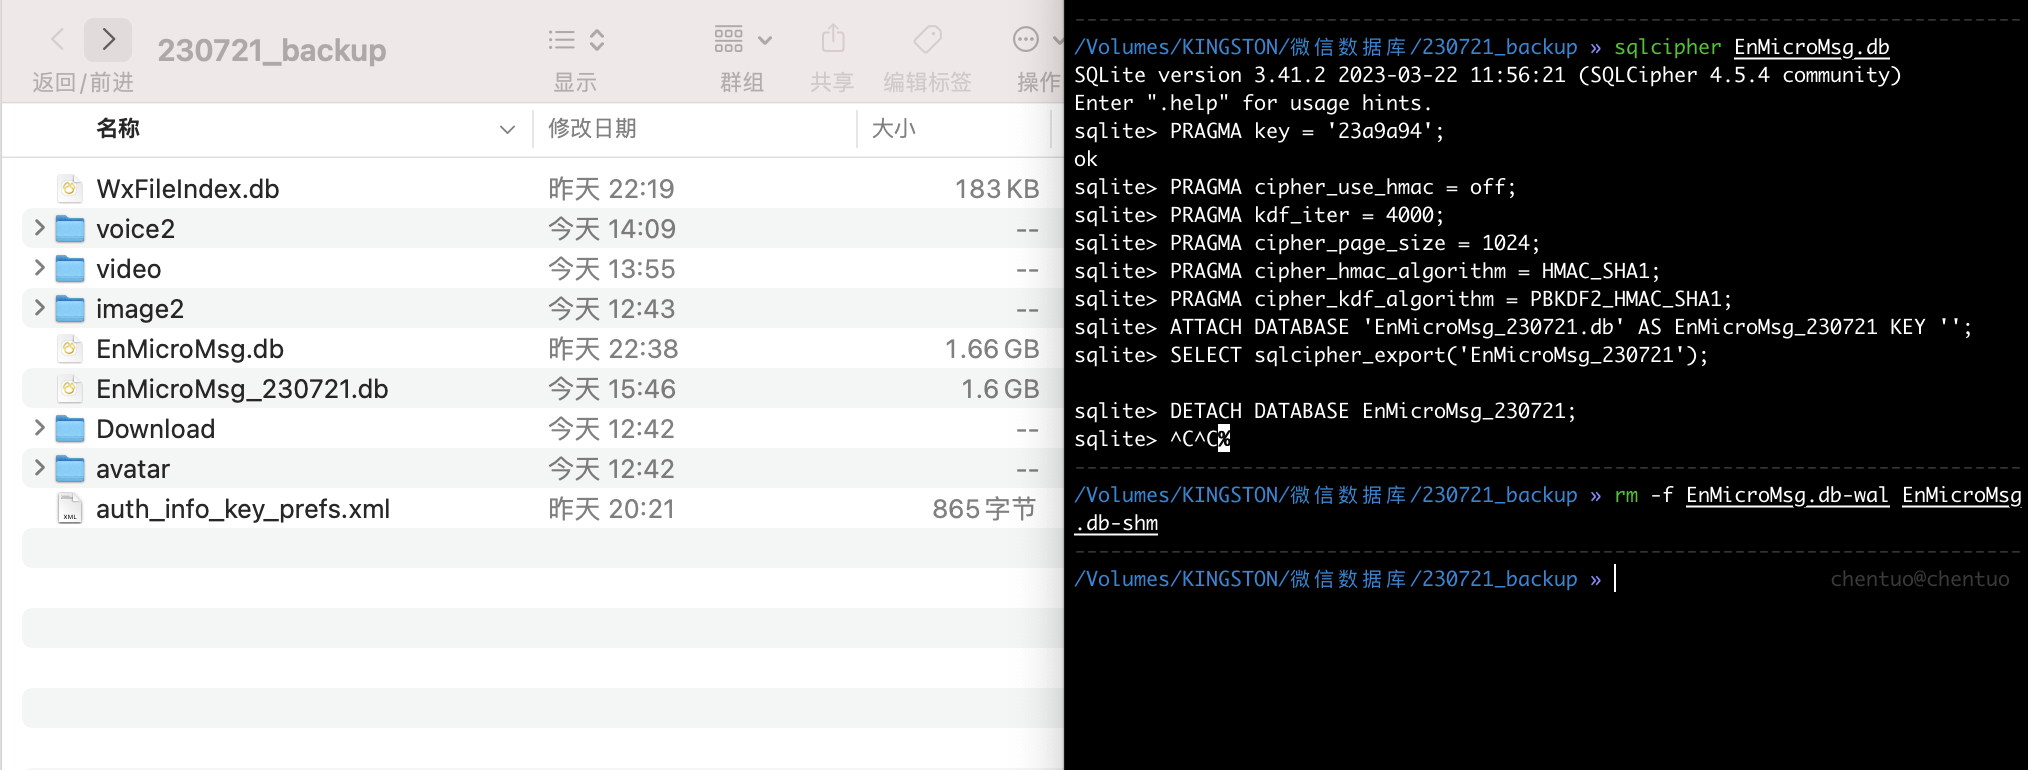 230721_backup
返回/前进
显示
群组
共享
编辑标签
操作
名称 修改日期 大小
WxFileIndex.db 昨天 22:19 183 KB
voice2 今天 14:09 --
video 今天 13:55 --
image2 今天 12:43 --
EnMicroMsg.db 昨天 22:38 1.66 GB
EnMicroMsg_230721.db 今天 15:46 1.6 GB
Download 今天 12:42 --
avatar 今天 12:42 --
XML
auth_info_key_prefs.xml 昨天 20:21 865 字节
/Volumes/KINGSTON/微信数据库/230721_backup » sqlcipher EnMicroMsg.db
SQLite version 3.41.2 2023-03-22 11:56:21 (SQLCipher 4.5.4 community)
Enter ".help" for usage hints.
sqlite> PRAGMA key = '23a9a94';
ok
sqlite> PRAGMA cipher_use_hmac = off;
sqlite> PRAGMA kdf_iter = 4000;
sqlite> PRAGMA cipher_page_size = 1024;
sqlite> PRAGMA cipher_hmac_algorithm = HMAC_SHA1;
sqlite> PRAGMA cipher_kdf_algorithm = PBKDF2_HMAC_SHA1;
sqlite> ATTACH DATABASE 'EnMicroMsg_230721.db' AS EnMicroMsg_230721 KEY '';
sqlite> SELECT sqlcipher_export('EnMicroMsg_230721');
sqlite> DETACH DATABASE EnMicroMsg_230721;
sqlite> ^C^C%
/Volumes/KINGSTON/微信数据库/230721_backup » rm -f EnMicroMsg.db-wal EnMicroMsg
.db-shm
/Volumes/KINGSTON/微信数据库/230721_backup » chentuo@chentuo